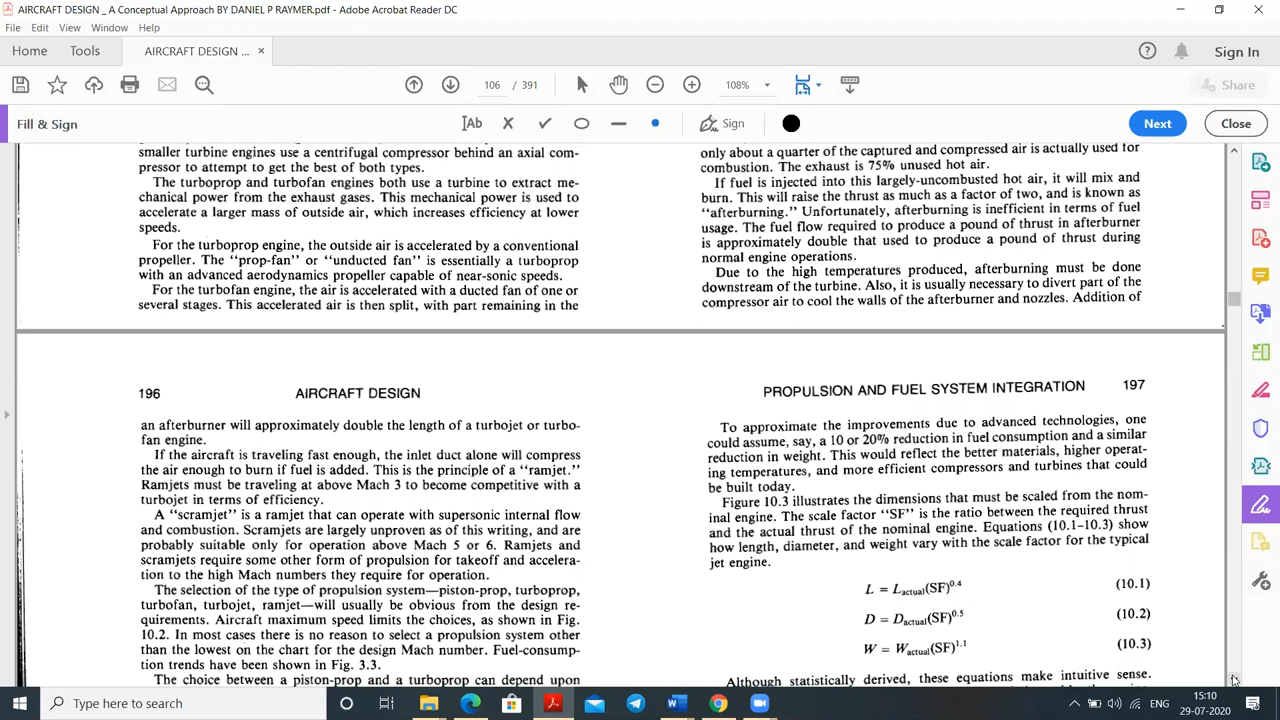 AIRCRAFT DESIGN _ A Conceptual Approach BY DANIEL P RAYMER.pdf - Adobe Acrobat Reader DC
File Edit View Window Help
Home Tools AIRCRAFT DESIGN ... × Sign In
106 / 391 108% Share
Fill & Sign Ab Sign Next Close
smaller turbine engines use a centrifugal compressor behind an axial com-
pressor to attempt to get the best of both types.
The turboprop and turbofan engines both use a turbine to extract me-
chanical power from the exhaust gases. This mechanical power is used to
accelerate a larger mass of outside air, which increases efficiency at lower
speeds.
For the turboprop engine, the outside air is accelerated by a conventional
propeller. The “prop-fan” or “unducted fan” is essentially a turboprop
with an advanced aerodynamics propeller capable of near-sonic speeds.
For the turbofan engine, the air is accelerated with a ducted fan of one or
several stages. This accelerated air is then split, with part remaining in the
only about a quarter of the captured and compressed air is actually used for
combustion. The exhaust is 75% unused hot air.
If fuel is injected into this largely-uncombusted hot air, it will mix and
burn. This will raise the thrust as much as a factor of two, and is known as
“afterburning.” Unfortunately, afterburning is inefficient in terms of fuel
usage. The fuel flow required to produce a pound of thrust in afterburner
is approximately double that used to produce a pound of thrust during
normal engine operations.
Due to the high temperatures produced, afterburning must be done
downstream of the turbine. Also, it is usually necessary to divert part of the
compressor air to cool the walls of the afterburner and nozzles. Addition of
196 AIRCRAFT DESIGN
an afterburner will approximately double the length of a turbojet or turbo-
fan engine.
If the aircraft is traveling fast enough, the inlet duct alone will compress
the air enough to burn if fuel is added. This is the principle of a “ramjet.”
Ramjets must be traveling at above Mach 3 to become competitive with a
turbojet in terms of efficiency.
A “scramjet” is a ramjet that can operate with supersonic internal flow
and combustion. Scramjets are largely unproven as of this writing, and are
probably suitable only for operation above Mach 5 or 6. Ramjets and
scramjets require some other form of propulsion for takeoff and accelera-
tion to the high Mach numbers they require for operation.
The selection of the type of propulsion system—piston-prop, turboprop,
turbofan, turbojet, ramjet—will usually be obvious from the design re-
quirements. Aircraft maximum speed limits the choices, as shown in Fig.
10.2. In most cases there is no reason to select a propulsion system other
than the lowest on the chart for the design Mach number. Fuel-consump-
tion trends have been shown in Fig. 3.3.
The choice between a piston-prop and a turboprop can depend upon
PROPULSION AND FUEL SYSTEM INTEGRATION 197
To approximate the improvements due to advanced technologies, one
could assume, say, a 10 or 20% reduction in fuel consumption and a similar
reduction in weight. This would reflect the better materials, higher operat-
ing temperatures, and more efficient compressors and turbines that could
be built today.
Figure 10.3 illustrates the dimensions that must be scaled from the nom-
inal engine. The scale factor “SF” is the ratio between the required thrust
and the actual thrust of the nominal engine. Equations (10.1–10.3) show
how length, diameter, and weight vary with the scale factor for the typical
jet engine.
L = Lactual(SF)0.4 (10.1)
D = Dactual(SF)0.5 (10.2)
W = Wactual(SF)1.1 (10.3)
Although statistically derived, these equations make intuitive sense.
Type here to search ENG 15:10
29-07-2020